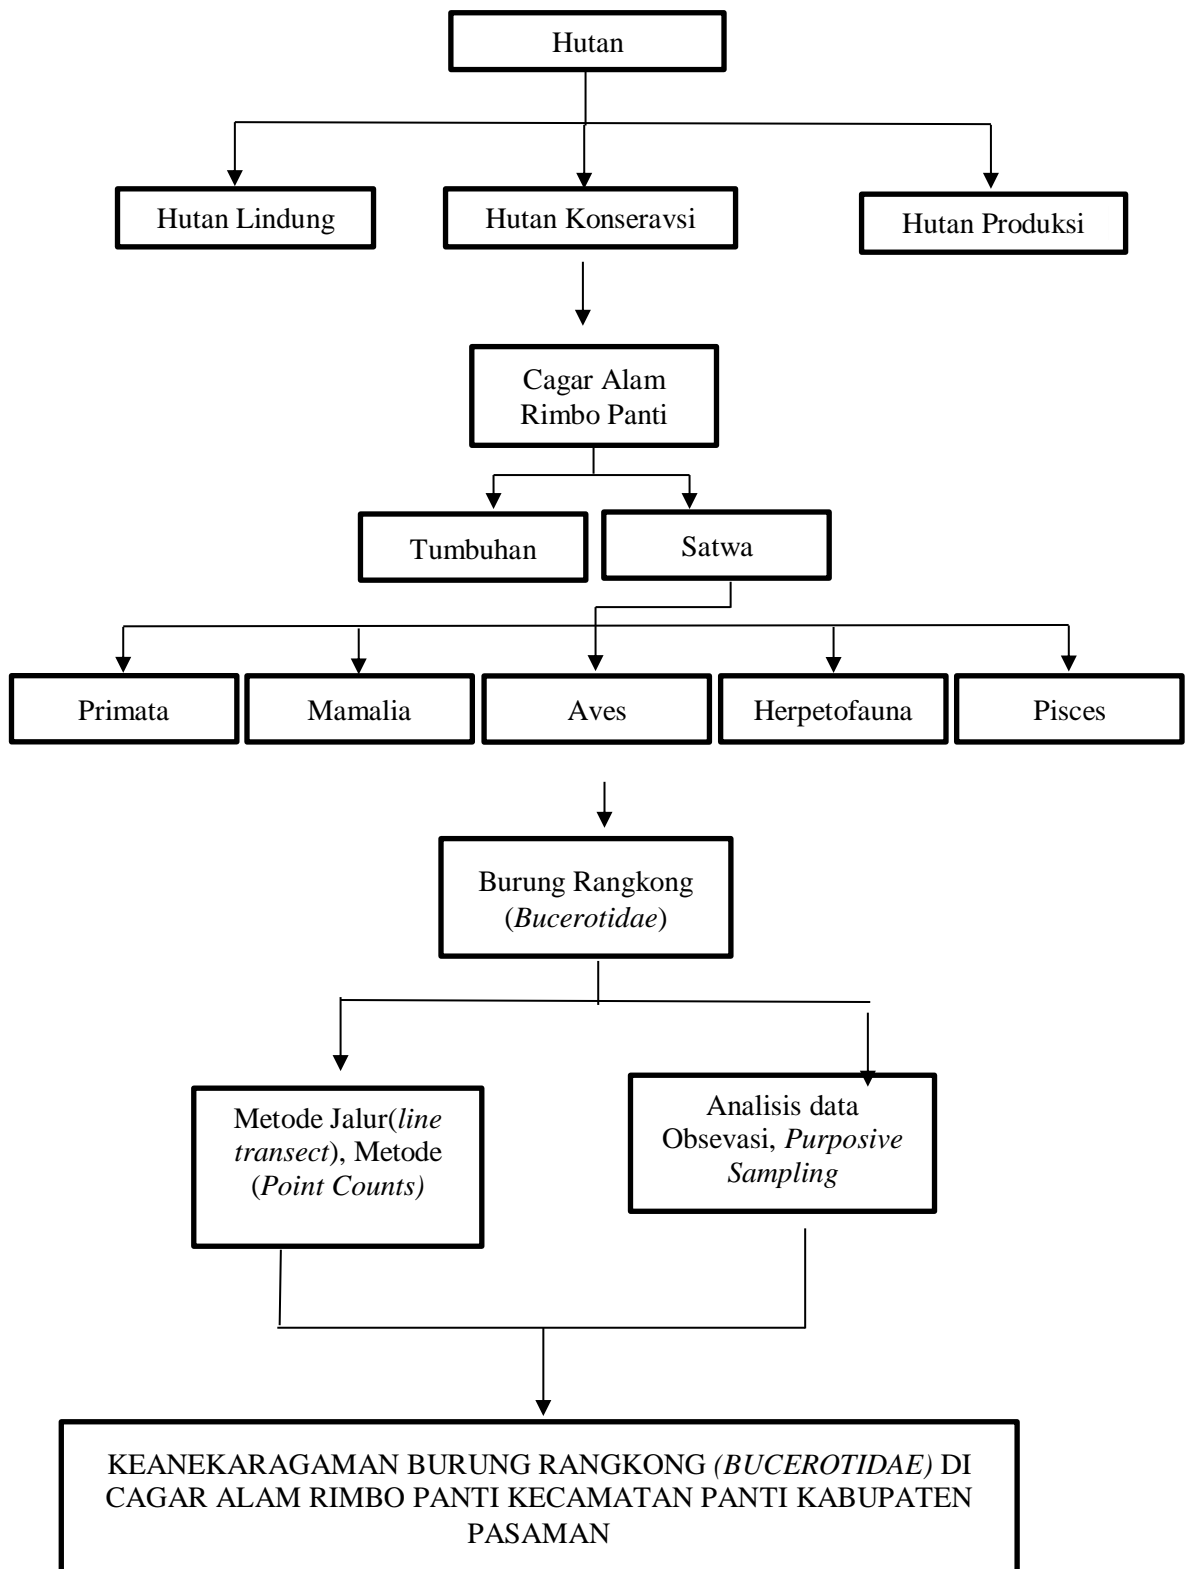 Hutan
Hutan Lindung
Hutan Konseravsi
Hutan Produksi
Cagar Alam
Rimbo Panti
Tumbuhan
Satwa
Primata
Mamalia
Aves
Herpetofauna
Pisces
Burung Rangkong
(Bucerotidae)
Metode Jalur(line
transect), Metode
(Point Counts)
Analisis data
Obsevasi, Purposive
Sampling
KEANEKARAGAMAN BURUNG RANGKONG (BUCEROTIDAE) DI
CAGAR ALAM RIMBO PANTI KECAMATAN PANTI KABUPATEN
PASAMAN